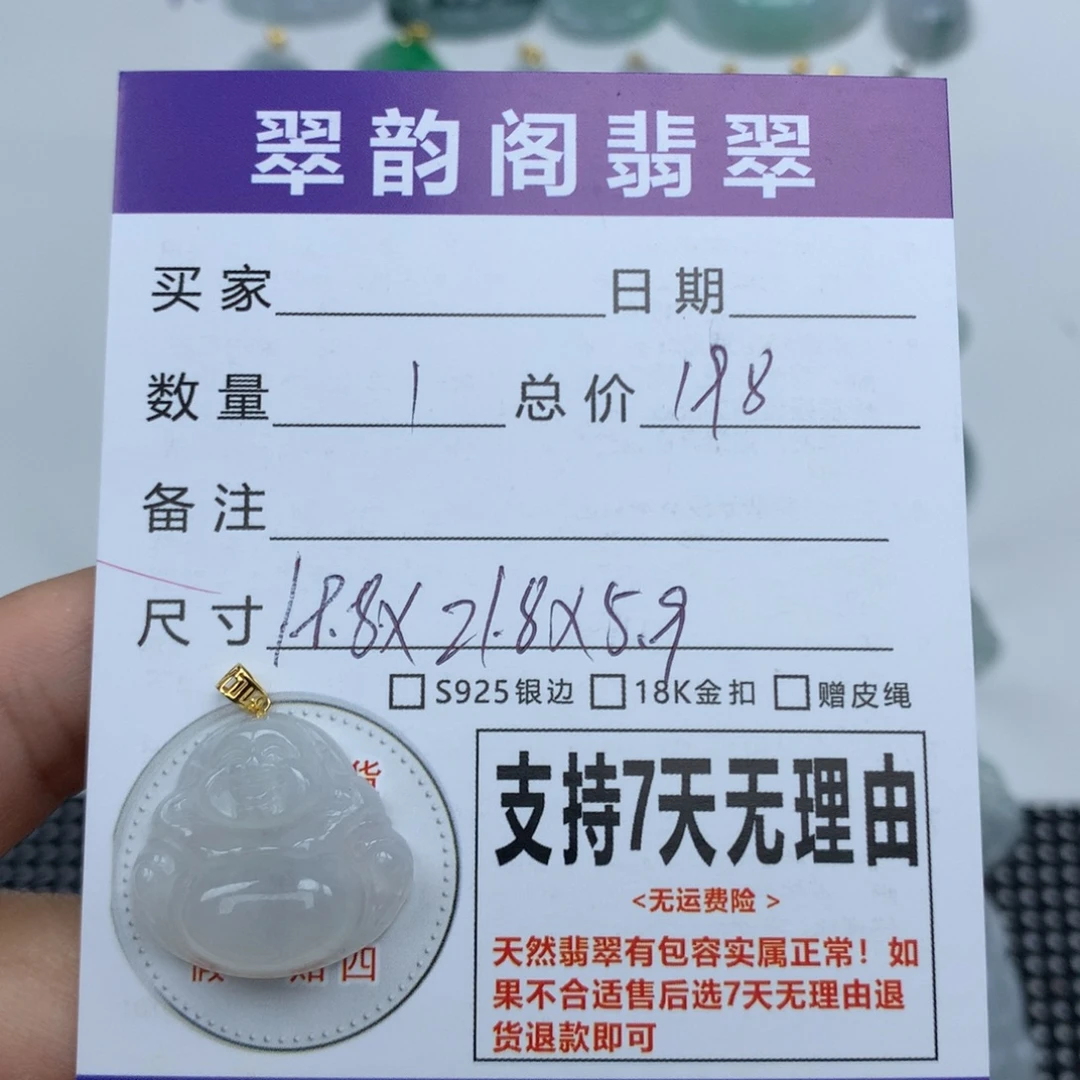 翠韵阁翡翠
买家 日期
数量 1 总价 198
备注
尺寸 18.8X21.8X5.9
S925银边 18K金扣 赠皮绳
货
四
支持7天无理由
<无运费险>
天然翡翠有包容实属正常！如
果不合适售后选7天无理由退
货退款即可